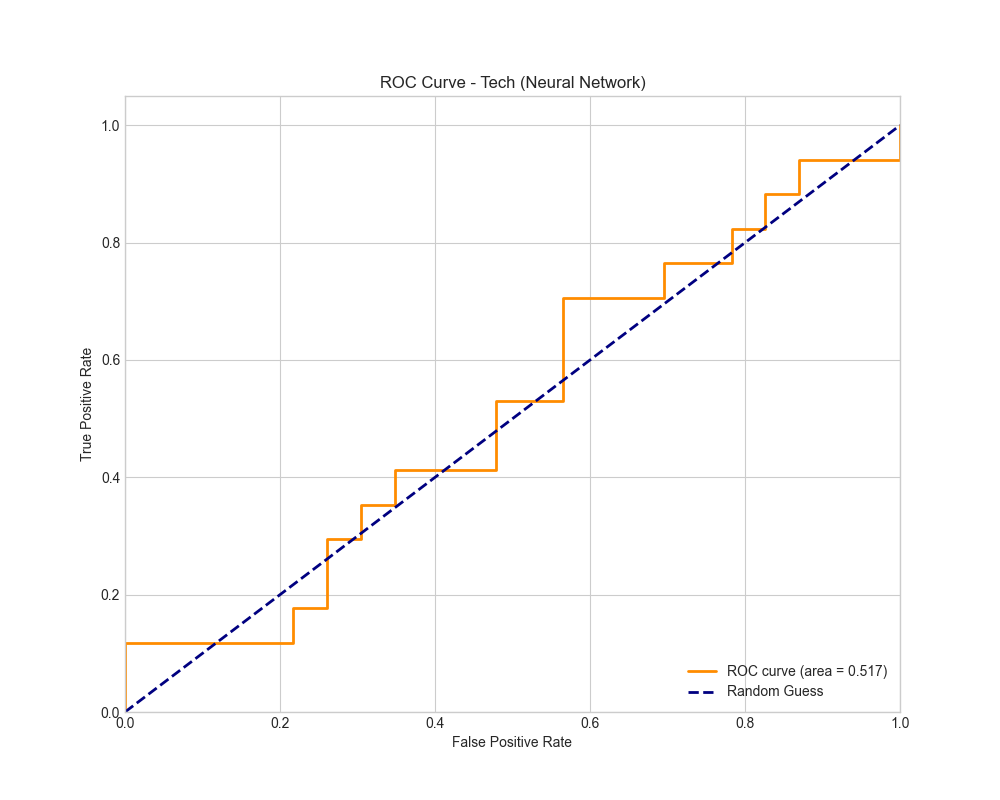 ROC Curve - Tech (Neural Network)
1.0
0.8
0.6
0.4
0.2
0.0
True Positive Rate
ROC curve (area = 0.517)
Random Guess
0.0 0.2 0.4 0.6 0.8 1.0
False Positive Rate